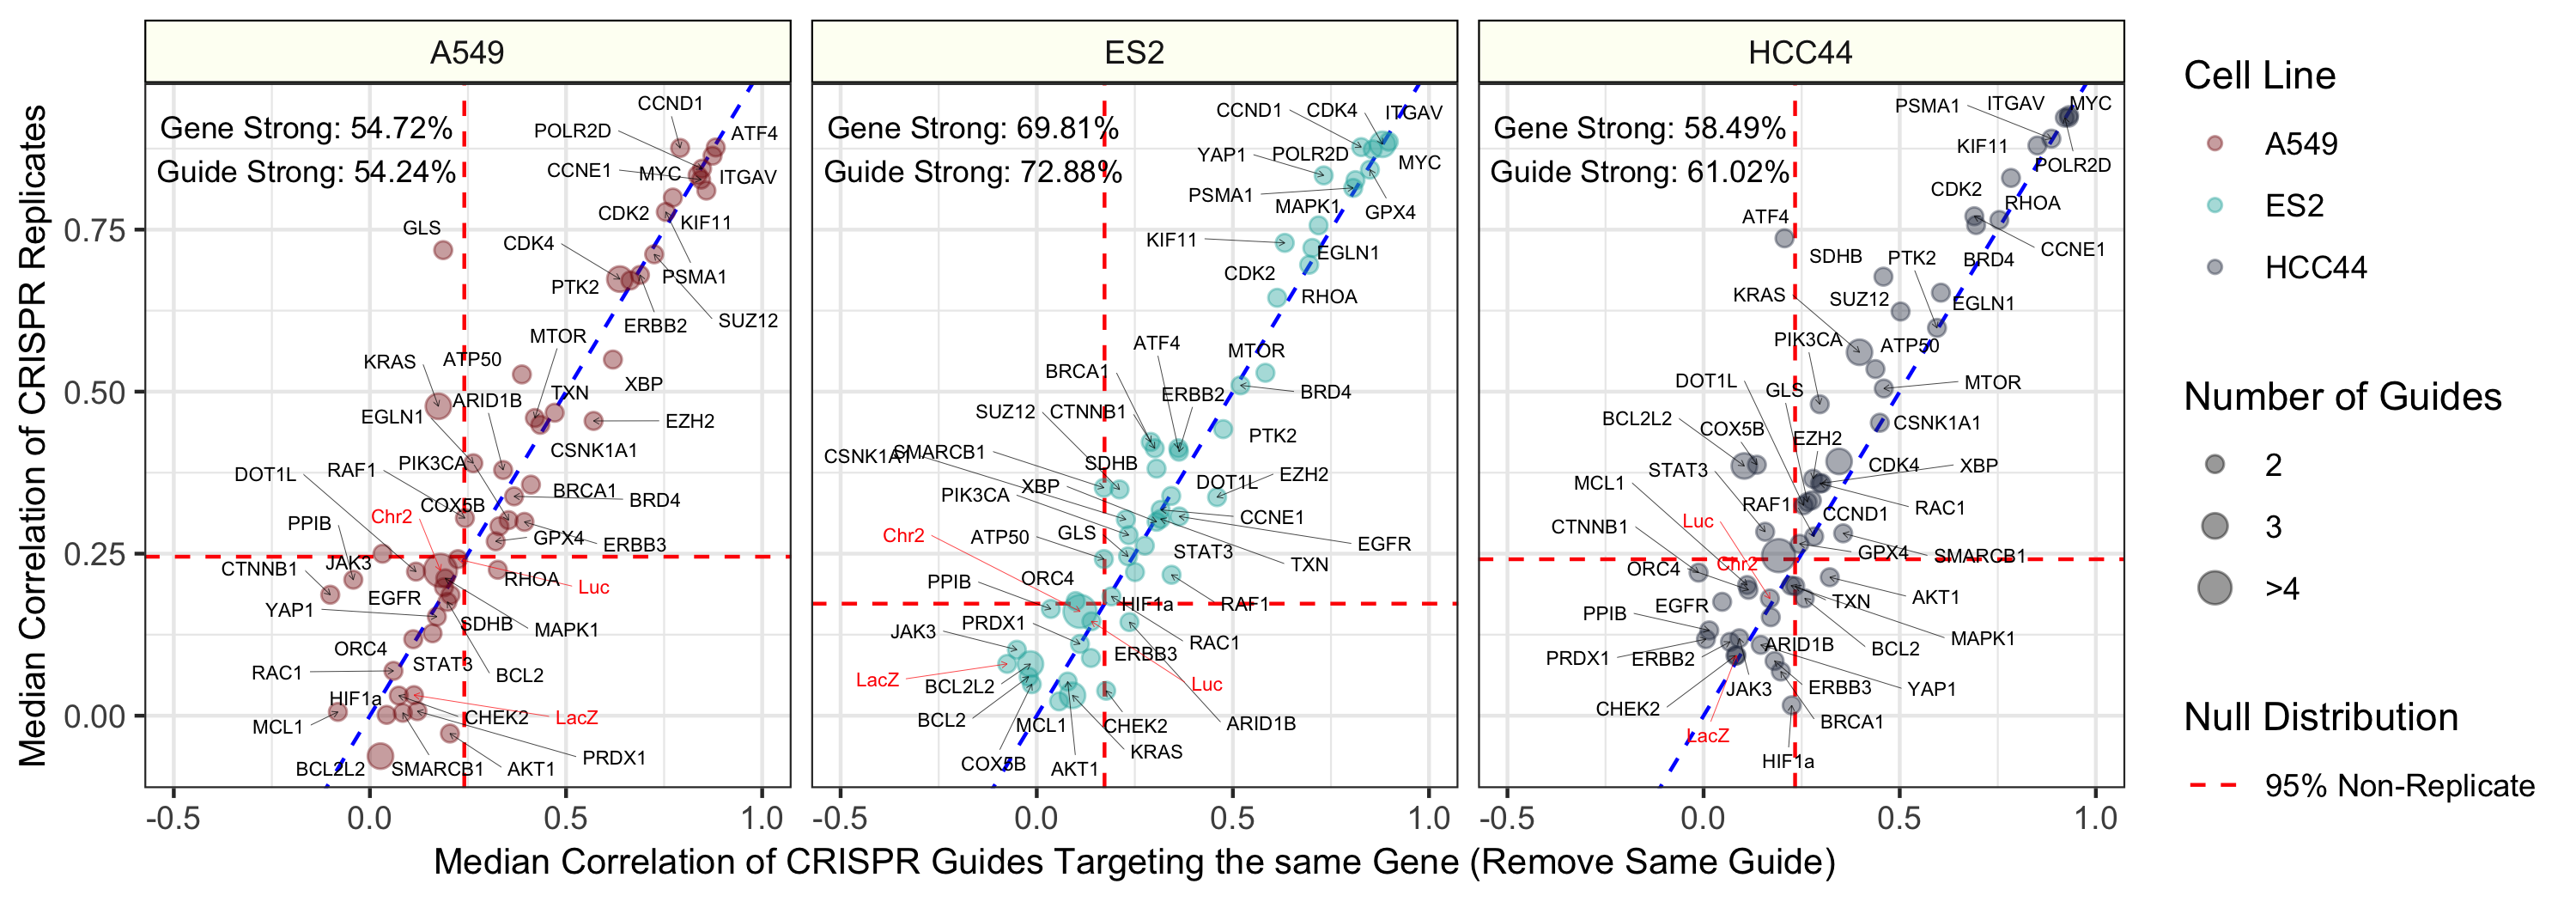 A549
ES2
HCC44
Median Correlation of CRISPR Replicates
0.75
0.50
0.25
0.00
Gene Strong: 54.72%
Guide Strong: 54.24%
CCND1
POLR2D
ATF4
CCNE1
MYC
ITGAV
CDK2
KIF11
GLS
CDK4
PSMA1
PTK2
ERBB2
SUZ12
MTOR
KRAS
ATP50
XBP
TXN
ARID1B
EGLN1
EZH2
CSNK1A1
PIK3CA
RAF1
DOT1L
BRCA1
BRD4
COX5B
Chr2
PPIB
GPX4
ERBB3
JAK3
CTNNB1
RHOA
Luc
EGFR
YAP1
SDHB
MAPK1
ORC4
STAT3
RAC1
BCL2
HIF1a
CHEK2
LacZ
MCL1
PRDX1
BCL2L2
SMARCB1
AKT1
Gene Strong: 69.81%
Guide Strong: 72.88%
CCND1
CDK4
ITGAV
YAP1
POLR2D
MYC
PSMA1
MAPK1
GPX4
KIF11
EGLN1
CDK2
RHOA
ATF4
MTOR
BRCA1
BRD4
ERBB2
SUZ12
CTNNB1
PTK2
CSNK1A1
SMARCB1
SDHB
EZH2
DOT1L
XBP
PIK3CA
CCNE1
Chr2
ATP50
GLS
EGFR
STAT3
TXN
PPIB
ORC4
HIF1a
RAF1
PRDX1
JAK3
RAC1
ERBB3
LacZ
BCL2L2
Luc
BCL2
MCL1
CHEK2
ARID1B
KRAS
COX5B
AKT1
Gene Strong: 58.49%
Guide Strong: 61.02%
PSMA1
ITGAV
MYC
KIF11
POLR2D
CDK2
RHOA
ATF4
CCNE1
SDHB
PTK2
BRD4
KRAS
SUZ12
EGLN1
PIK3CA
ATP50
DOT1L
GLS
MTOR
BCL2L2
COX5B
CSNK1A1
EZH2
STAT3
CDK4
XBP
MCL1
RAF1
RAC1
Luc
CCND1
CTNNB1
GPX4
SMARCB1
Chr2
ORC4
EGFR
TXN
AKT1
PPIB
MAPK1
PRDX1
ERBB2
ARID1B
BCL2
JAK3
ERBB3
YAP1
CHEK2
BRCA1
LacZ
HIF1a
-0.5
0.0
0.5
1.0
-0.5
0.0
0.5
1.0
-0.5
0.0
0.5
1.0
Median Correlation of CRISPR Guides Targeting the same Gene (Remove Same Guide)
Cell Line
A549
ES2
HCC44
Number of Guides
2
3
>4
Null Distribution
95% Non-Replicate